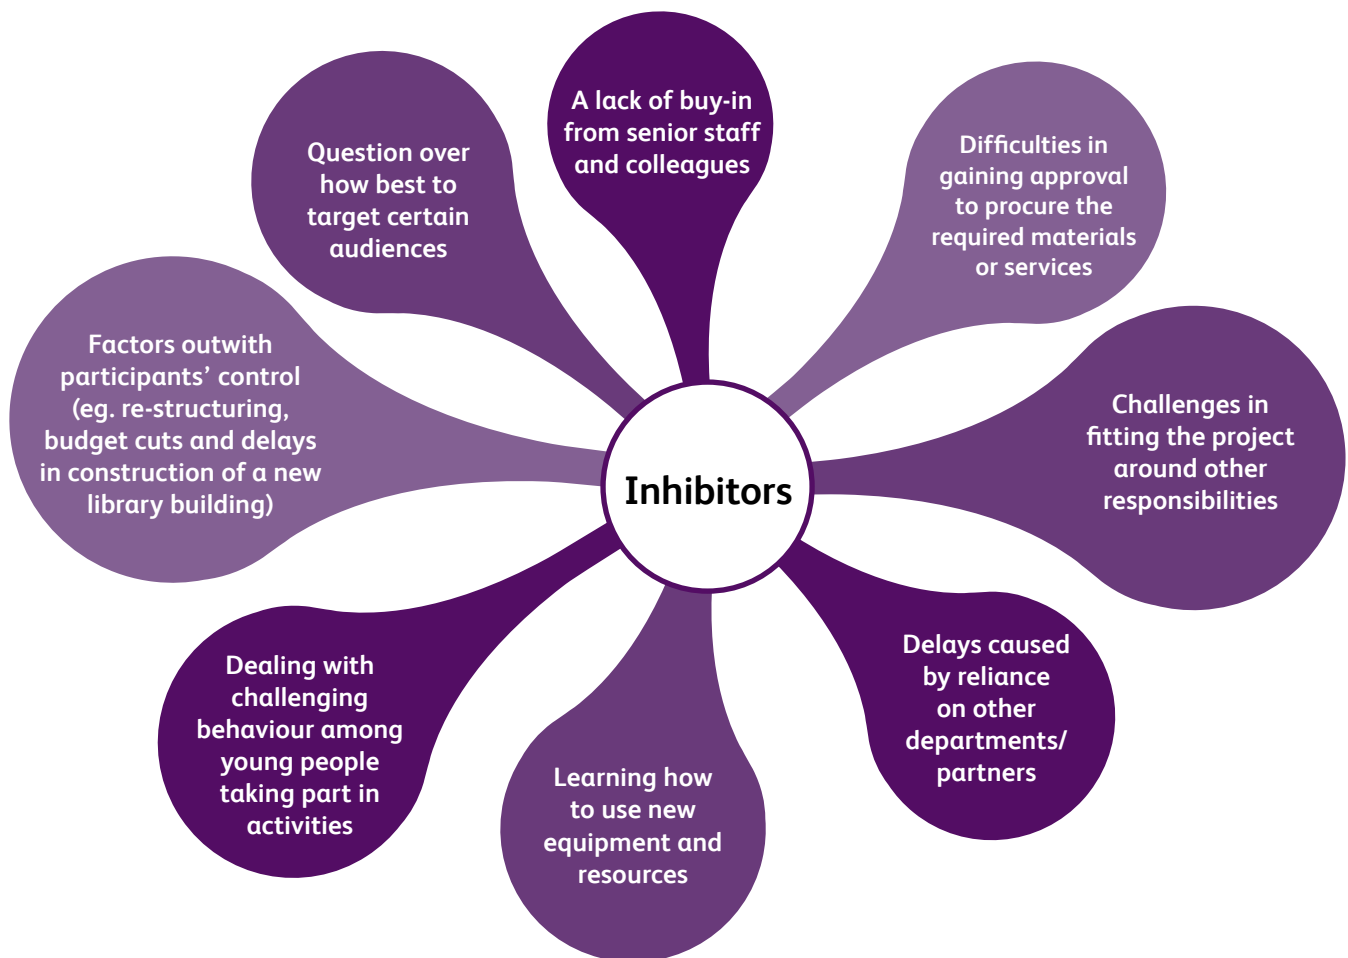 A lack of buy-in
from senior staff
and colleagues
Difficulties in
gaining approval
to procure the
required materials
or services
Challenges in
fitting the project
around other
responsibilities
Delays caused
by reliance
on other
departments/
partners
Learning how
to use new
equipment and
resources
Dealing with
challenging
behaviour among
young people
taking part in
activities
Factors outwith
participants’ control
(eg. re-structuring,
budget cuts and delays
in construction of a new
library building)
Question over
how best to
target certain
audiences
Inhibitors